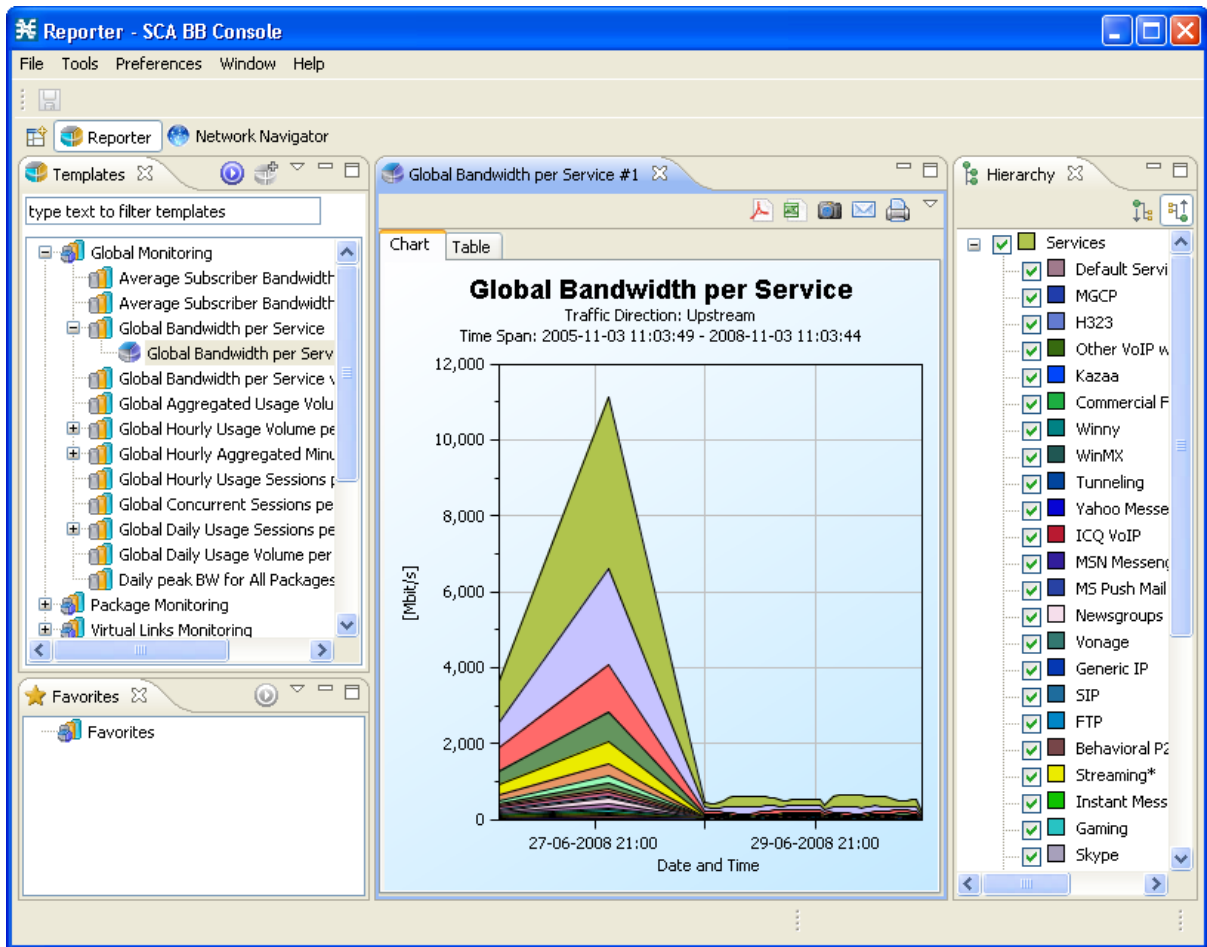 Reporter - SCA BB Console
File Tools Preferences Window Help
Reporter Network Navigator
Templates
type text to filter templates
Global Monitoring
Average Subscriber Bandwidth
Average Subscriber Bandwidth
Global Bandwidth per Service
Global Bandwidth per Serv
Global Bandwidth per Service v
Global Aggregated Usage Volu
Global Hourly Usage Volume pe
Global Hourly Aggregated Minu
Global Hourly Usage Sessions p
Global Concurrent Sessions pe
Global Daily Usage Sessions pe
Global Daily Usage Volume per
Daily peak BW for All Packages
Package Monitoring
Virtual Links Monitoring
Favorites
Favorites
Global Bandwidth per Service #1
Chart Table
Global Bandwidth per Service
Traffic Direction: Upstream
Time Span: 2005-11-03 11:03:49 - 2008-11-03 11:03:44
12,000
10,000
8,000
6,000
4,000
2,000
0
[Mbit/s]
27-06-2008 21:00 29-06-2008 21:00
Date and Time
Hierarchy
Services
Default Servi
MGCP
H323
Other VoIP w
Kazaa
Commercial F
Winny
WinMX
Tunneling
Yahoo Messe
ICQ VoIP
MSN Messeng
MS Push Mail
Newsgroups
Vonage
Generic IP
SIP
FTP
Behavioral P2
Streaming*
Instant Mess
Gaming
Skype